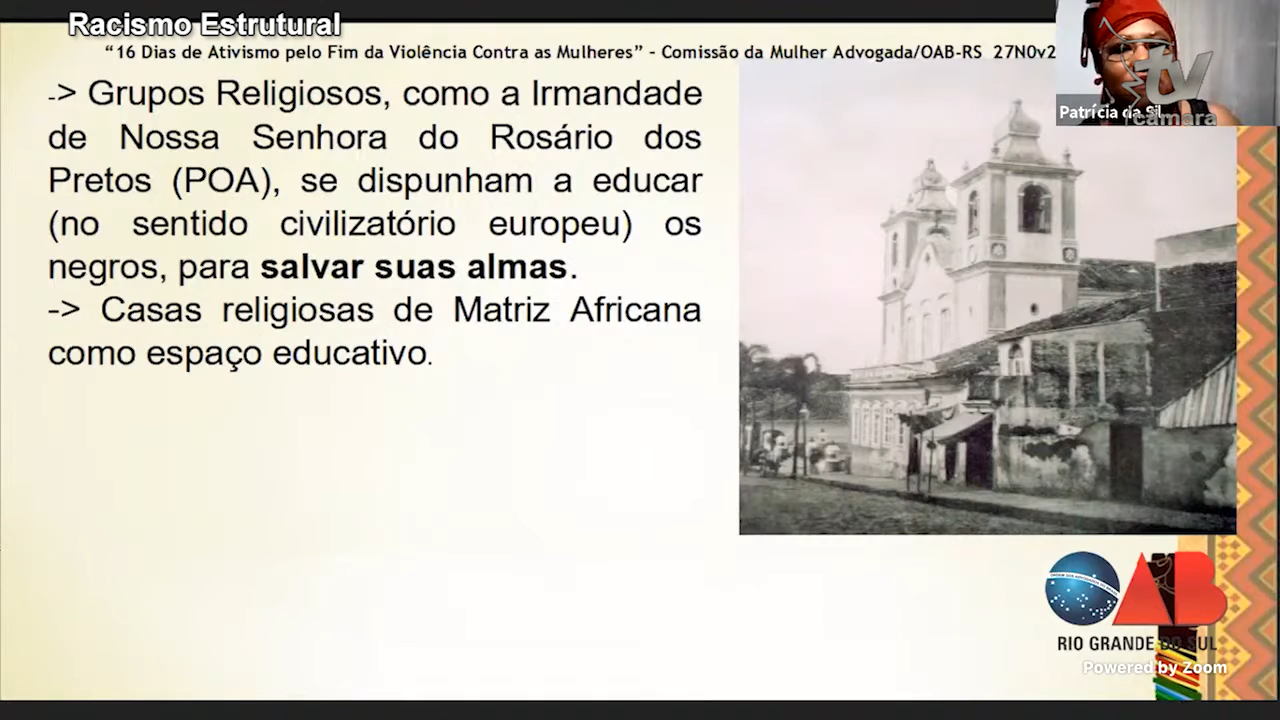 Racismo Estrutural
“16 Dias de Ativismo pelo Fim da Violência Contra as Mulheres” – Comissão da Mulher Advogada/OAB-RS 27N0v2
-> Grupos Religiosos, como a Irmandade
de Nossa Senhora do Rosário dos
Pretos (POA), se dispunham a educar
(no sentido civilizatório europeu) os
negros, para salvar suas almas.
-> Casas religiosas de Matriz Africana
como espaço educativo.
tv
câmara
Patrícia da Sil
OAB
RIO GRANDE DO SUL
Powered by Zoom